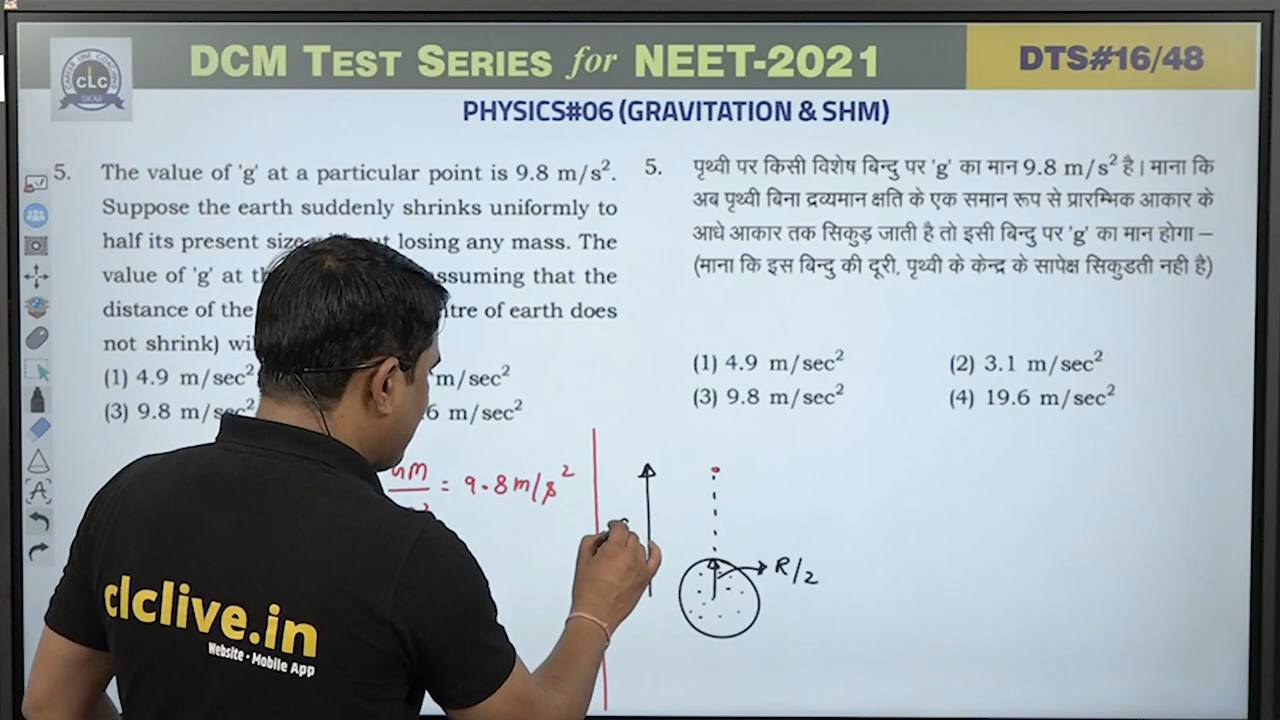 DCM TEST SERIES for NEET-2021
DTS#16/48
CLC
SIKAR
PHYSICS#06 (GRAVITATION & SHM)
5. The value of 'g' at a particular point is 9.8 m/s².
Suppose the earth suddenly shrinks uniformly to
half its present losing any mass. The
value of 'g' at ssuming that the
distance of the ntre of earth does
not shrink)
(1) 4.9 m/sec² m/sec²
(3) 9.8 m/sec² 6 m/sec²
5. पृथ्वी पर किसी विशेष बिन्दु पर 'g' का मान 9.8 m/s² है। माना कि
अब पृथ्वी बिना द्रव्यमान क्षति के एक समान रूप से प्रारम्भिक आकार के
आधे आकार तक सिकुड़ जाती है तो इसी बिन्दु पर 'g' का मान होगा –
(माना कि इस बिन्दु की दूरी, पृथ्वी के केन्द्र के सापेक्ष सिकुडती नही है)
(1) 4.9 m/sec² (2) 3.1 m/sec²
(3) 9.8 m/sec² (4) 19.6 m/sec²
GM = 9.8 m/s²
R/2
clclive.in
Website • Mobile App